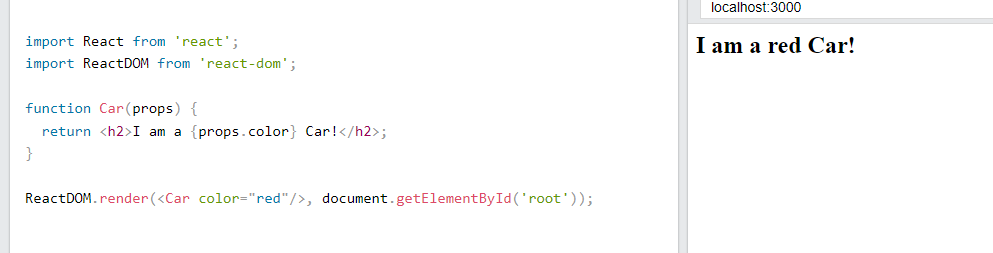 localhost:3000
import React from 'react';
import ReactDOM from 'react-dom';
function Car(props) {
  return <h2>I am a {props.color} Car!</h2>;
}
ReactDOM.render(<Car color="red"/>, document.getElementById('root'));
I am a red Car!